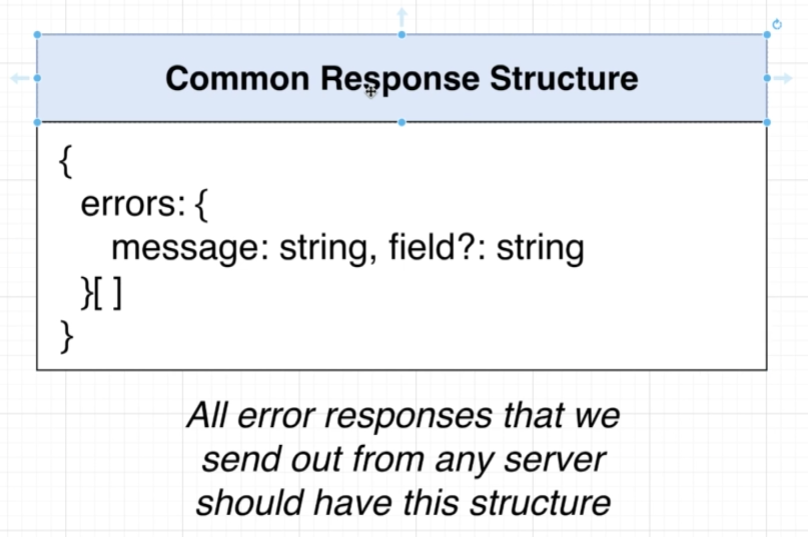 Common Response Structure
{
errors: {
message: string, field?: string
}[ ]
}
All error responses that we
send out from any server
should have this structure